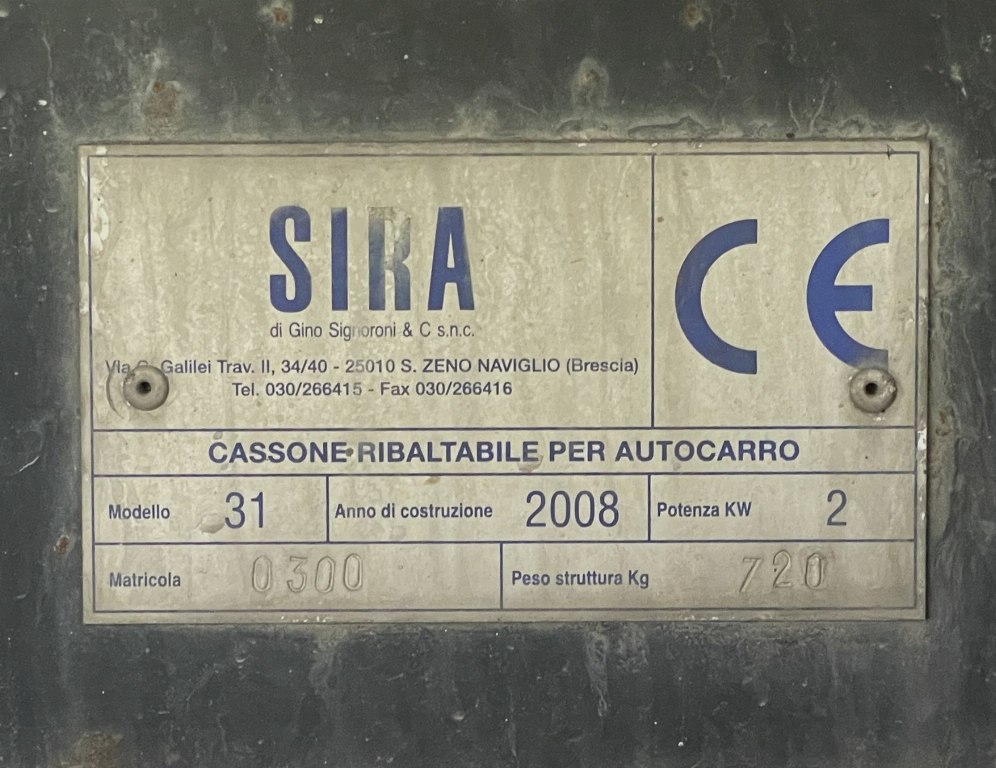 SIRA
di Gino Signoroni & C s.n.c.
Via G. Galilei Trav. II, 34/40 - 25010 S. ZENO NAVIGLIO (Brescia)
Tel. 030/266415 - Fax 030/266416
CE
CASSONE RIBALTABILE PER AUTOCARRO
Modello 31 Anno di costruzione 2008 Potenza KW 2
Matricola 0300 Peso struttura Kg 720